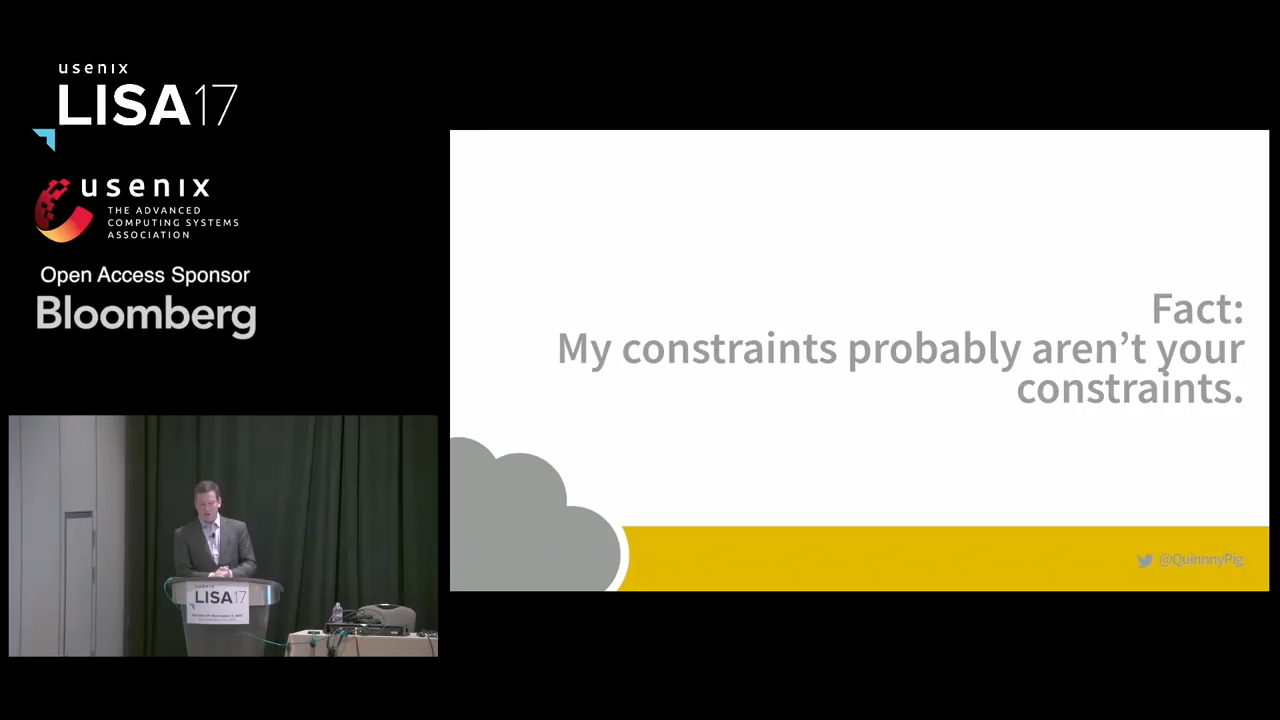 usenix
LISA17
usenix
THE ADVANCED
COMPUTING SYSTEMS
ASSOCIATION
Open Access Sponsor
Bloomberg
Fact:
My constraints probably aren’t your
constraints.
@QuinnyPig
usenix
LISA17